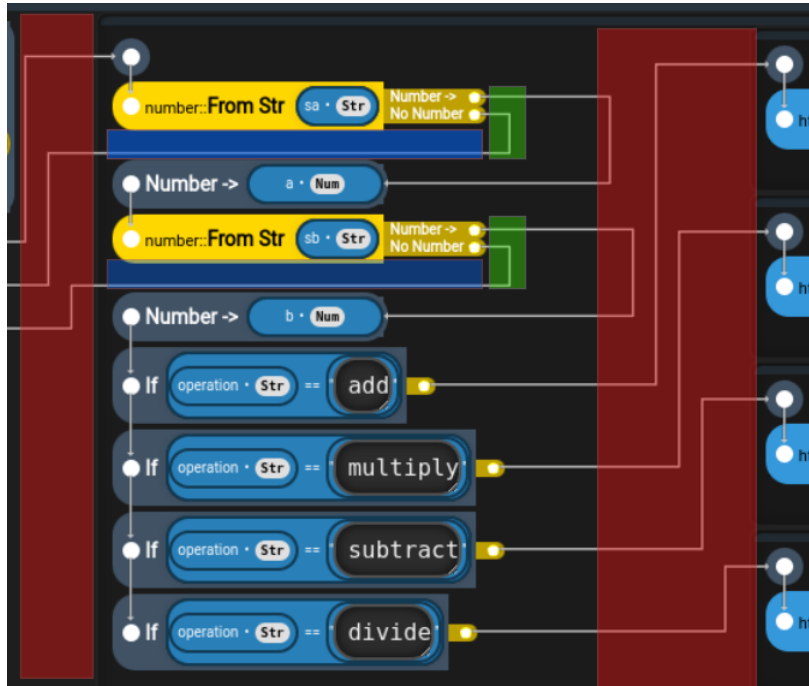 number::From Str sa · Str Number ->
No Number
Number -> a · Num
number::From Str sb · Str Number ->
No Number
Number -> b · Num
If operation · Str == " add "
If operation · Str == " multiply "
If operation · Str == " subtract "
If operation · Str == " divide "